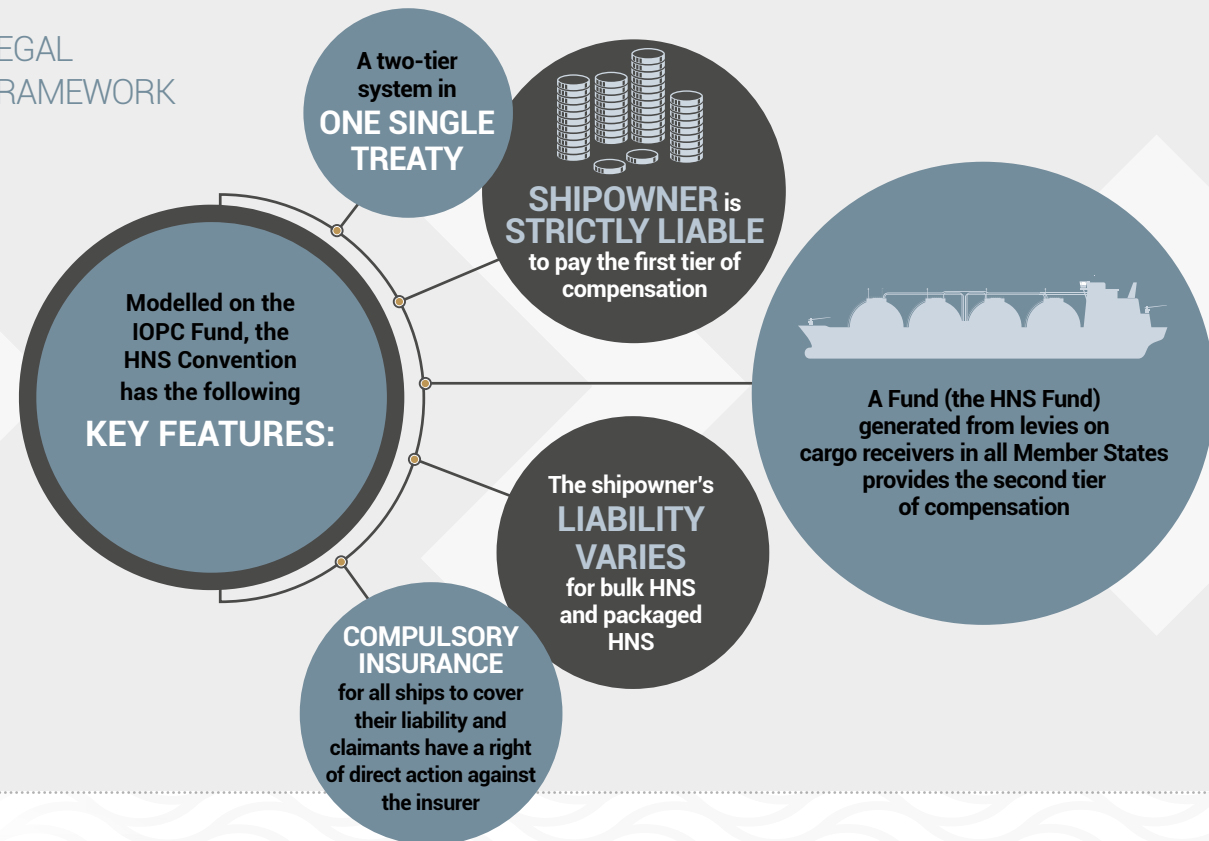 EGAL
RAMEWORK
Modelled on the
IOPC Fund, the
HNS Convention
has the following
KEY FEATURES:
A two-tier
system in
ONE SINGLE
TREATY
SHIPOWNER is
STRICTLY LIABLE
to pay the first tier of
compensation
A Fund (the HNS Fund)
generated from levies on
cargo receivers in all Member States
provides the second tier
of compensation
The shipowner's
LIABILITY
VARIES
for bulk HNS
and packaged
HNS
COMPULSORY
INSURANCE
for all ships to cover
their liability and
claimants have a right
of direct action against
the insurer